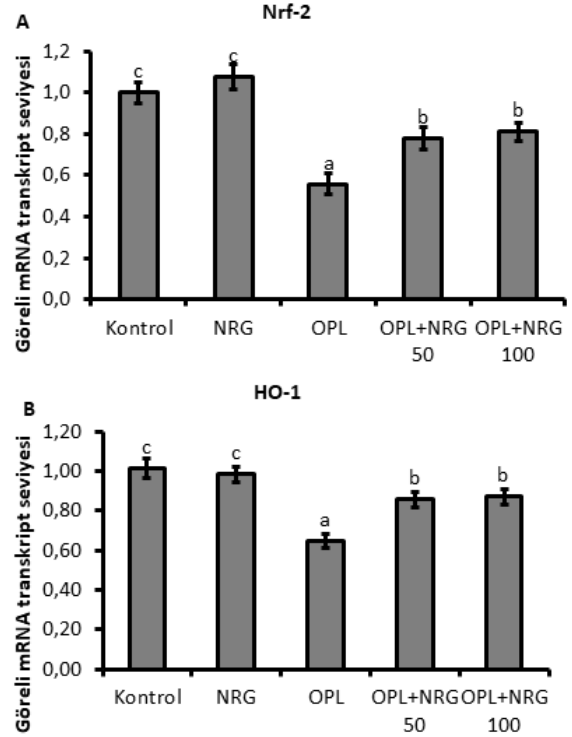 A
Nrf-2
Göreli mRNA transkript seviyesi
1,2
1,0
0,8
0,6
0,4
0,2
0,0
c
c
a
b
b
Kontrol NRG OPL OPL+NRG OPL+NRG
50 100
B
HO-1
Göreli mRNA transkript seviyesi
1,20
1,00
0,80
0,60
0,40
0,20
0,00
c
c
a
b
b
Kontrol NRG OPL OPL+NRG OPL+NRG
50 100